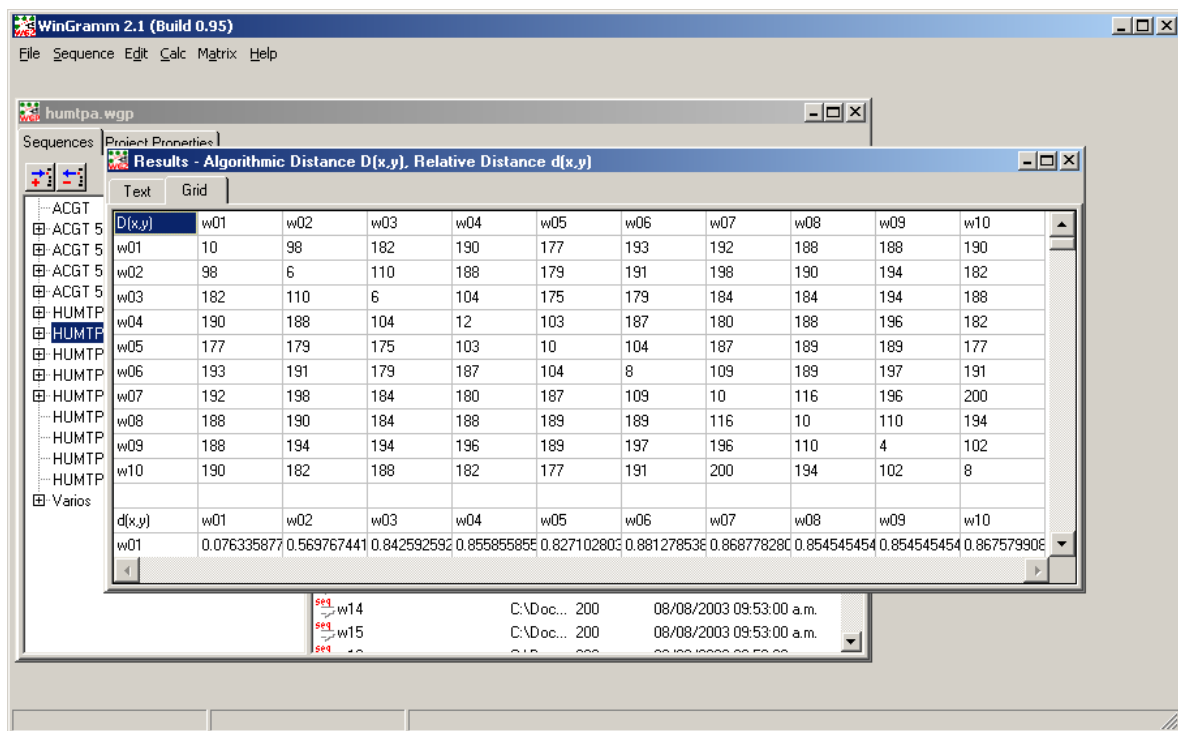 WinGramm 2.1 (Build 0.95)
File Sequence Edit Calc Matrix Help
humtpa.wgp
Sequences Project Properties
Results - Algorithmic Distance D(x,y), Relative Distance d(x,y)
Text Grid
ACGT
ACGT 5
ACGT 5
ACGT 5
ACGT 5
HUMTP
HUMTP
HUMTP
HUMTP
HUMTP
HUMTP
HUMTP
HUMTP
HUMTP
Varios
D(x,y) w01 w02 w03 w04 w05 w06 w07 w08 w09 w10
w01 10 98 182 190 177 193 192 188 188 190
w02 98 6 110 188 179 191 198 190 194 182
w03 182 110 6 104 175 179 184 184 194 188
w04 190 188 104 12 103 187 180 188 196 182
w05 177 179 175 103 10 104 187 189 189 177
w06 193 191 179 187 104 8 109 189 197 191
w07 192 198 184 180 187 109 10 116 196 200
w08 188 190 184 188 189 189 116 10 110 194
w09 188 194 194 196 189 197 196 110 4 102
w10 190 182 188 182 177 191 200 194 102 8
d(x,y) w01 w02 w03 w04 w05 w06 w07 w08 w09 w10
w01 0.076335877 0.569767441 0.842592592 0.855855855 0.827102803 0.881278538 0.868778280 0.854545454 0.854545454 0.867579908
seq w14 C:\Doc... 200 08/08/2003 09:53:00 a.m.
seq w15 C:\Doc... 200 08/08/2003 09:53:00 a.m.
seq